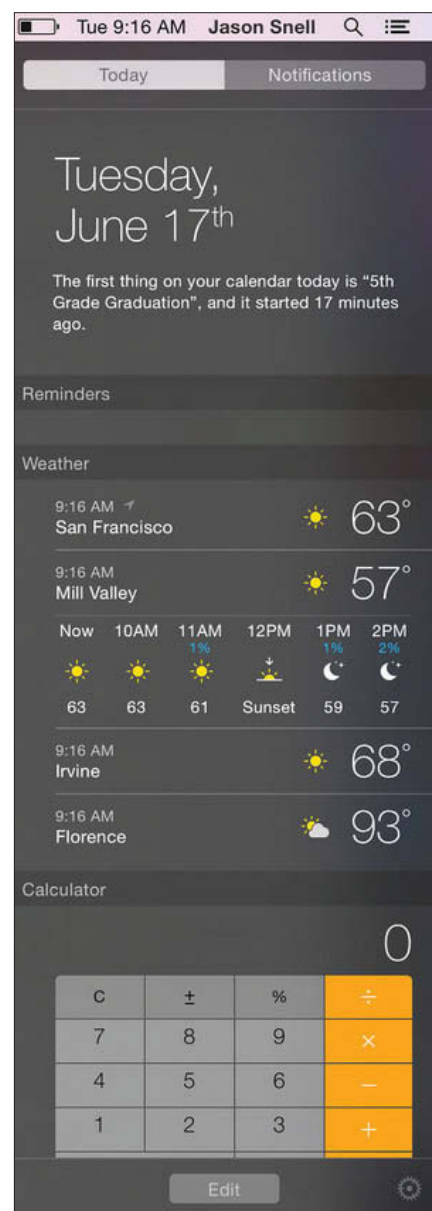 Tue 9:16 AM Jason Snell
Today Notifications
Tuesday,
June 17th
The first thing on your calendar today is “5th
Grade Graduation”, and it started 17 minutes
ago.
Reminders
Weather
9:16 AM
San Francisco 63°
9:16 AM
Mill Valley 57°
Now 10AM 11AM 12PM 1PM 2PM
1% 1% 2%
63 63 61 Sunset 59 57
9:16 AM
Irvine 68°
9:16 AM
Florence 93°
Calculator
0
C ± % ÷
7 8 9 ×
4 5 6 −
1 2 3 +
Edit